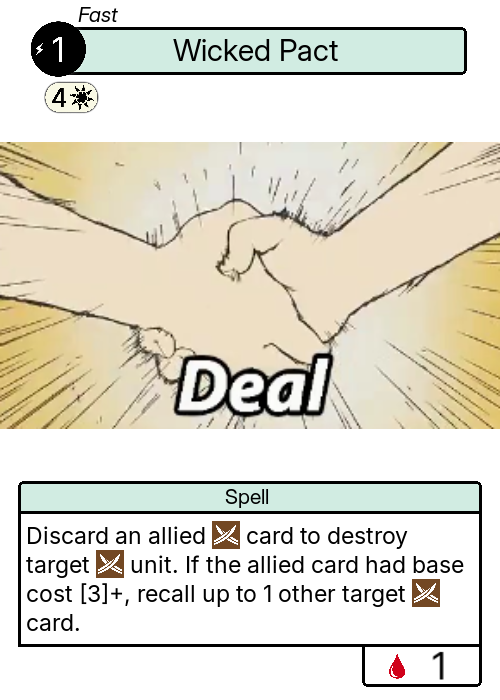 Fast
1
Wicked Pact
4
Deal
Spell
Discard an allied card to destroy
target unit. If the allied card had base
cost [3]+, recall up to 1 other target
card.
1